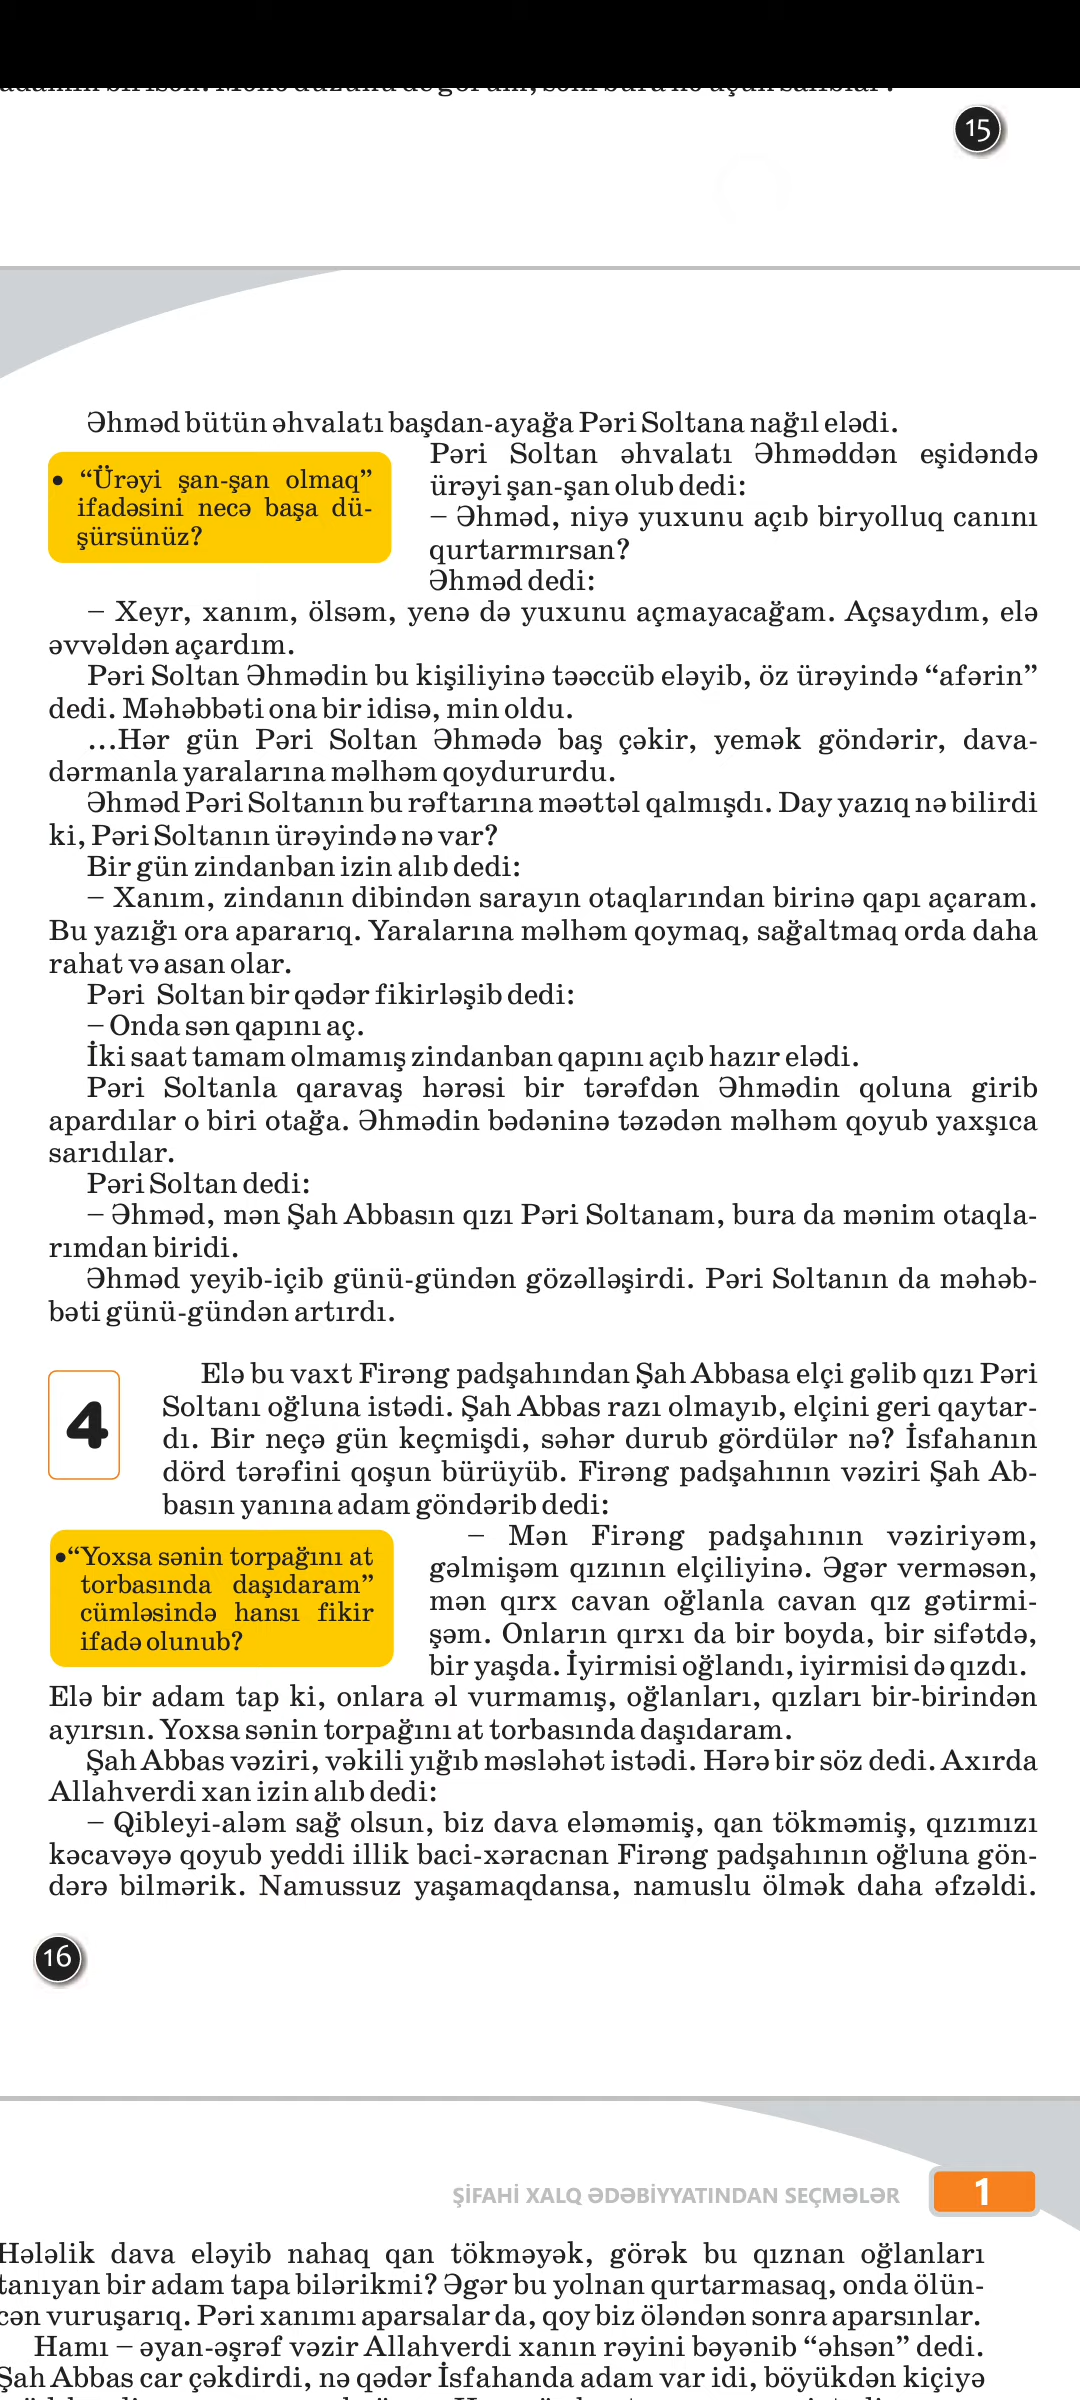 15
Əhməd bütün əhvalatı başdan-ayağa Pəri Soltana nağıl elədi.
• “Ürəyi şan-şan olmaq”
ifadəsini necə başa dü-
şürsünüz?
Pəri Soltan əhvalatı Əhməddən eşidəndə
ürəyi şan-şan olub dedi:
– Əhməd, niyə yuxunu açıb biryolluq canını
qurtarmırsan?
Əhməd dedi:
– Xeyr, xanım, ölsəm, yenə də yuxunu açmayacağam. Açsaydım, elə
əvvəldən açardım.
Pəri Soltan Əhmədin bu kişiliyinə təəccüb eləyib, öz ürəyində “afərin”
dedi. Məhəbbəti ona bir idisə, min oldu.
...Hər gün Pəri Soltan Əhmədə baş çəkir, yemək göndərir, dava-
dərmanla yaralarına məlhəm qoydururdu.
Əhməd Pəri Soltanın bu rəftarına məəttəl qalmışdı. Day yazıq nə bilirdi
ki, Pəri Soltanın ürəyində nə var?
Bir gün zindanban izin alıb dedi:
– Xanım, zindanın dibindən sarayın otaqlarından birinə qapı açaram.
Bu yazığı ora apararıq. Yaralarına məlhəm qoymaq, sağaltmaq orda daha
rahat və asan olar.
Pəri Soltan bir qədər fikirləşib dedi:
– Onda sən qapını aç.
İki saat tamam olmamış zindanban qapını açıb hazır elədi.
Pəri Soltanla qaravaş hərəsi bir tərəfdən Əhmədin qoluna girib
apardılar o biri otağa. Əhmədin bədəninə təzədən məlhəm qoyub yaxşıca
sarıdılar.
Pəri Soltan dedi:
– Əhməd, mən Şah Abbasın qızı Pəri Soltanam, bura da mənim otaqla-
rımdan biridi.
Əhməd yeyib-içib günü-gündən gözəlləşirdi. Pəri Soltanın da məhəb-
bəti günü-gündən artırdı.
4
Elə bu vaxt Firəng padşahından Şah Abbasa elçi gəlib qızı Pəri
Soltanı oğluna istədi. Şah Abbas razı olmayıb, elçini geri qaytar-
dı. Bir neçə gün keçmişdi, səhər durub gördülər nə? İsfahanın
dörd tərəfini qoşun bürüyüb. Firəng padşahının vəziri Şah Ab-
basın yanına adam göndərib dedi:
•“Yoxsa sənin torpağını at
torbasında daşıdaram”
cümləsində hansı fikir
ifadə olunub?
– Mən Firəng padşahının vəziriyəm,
gəlmişəm qızının elçiliyinə. Əgər verməsən,
mən qırx cavan oğlanla cavan qız gətirmi-
şəm. Onların qırxı da bir boyda, bir sifətdə,
bir yaşda. İyirmisi oğlandı, iyirmisi də qızdı.
Elə bir adam tap ki, onlara əl vurmamış, oğlanları, qızları bir-birindən
ayırsın. Yoxsa sənin torpağını at torbasında daşıdaram.
Şah Abbas vəziri, vəkili yığıb məsləhət istədi. Hərə bir söz dedi. Axırda
Allahverdi xan izin alıb dedi:
– Qibleyi-aləm sağ olsun, biz dava eləməmiş, qan tökməmiş, qızımızı
kəcavəyə qoyub yeddi illik baci-xəracnan Firəng padşahının oğluna gön-
dərə bilmərik. Namussuz yaşamaqdansa, namuslu ölmək daha əfzəldi.
16
ŞİFAHİ XALQ ƏDƏBİYYATINDAN SEÇMƏLƏR
1
Hələlik dava eləyib nahaq qan tökməyək, görək bu qıznan oğlanları
tanıyan bir adam tapa bilərikmi? Əgər bu yolnan qurtarmasaq, onda ölün-
cən vuruşarıq. Pəri xanımı aparsalar da, qoy biz öləndən sonra aparsınlar.
Hamı – əyan-əşrəf vəzir Allahverdi xanın rəyini bəyənib “əhsən” dedi.
Şah Abbas car çəkdirdi, nə qədər İsfahanda adam var idi, böyükdən kiçiyə